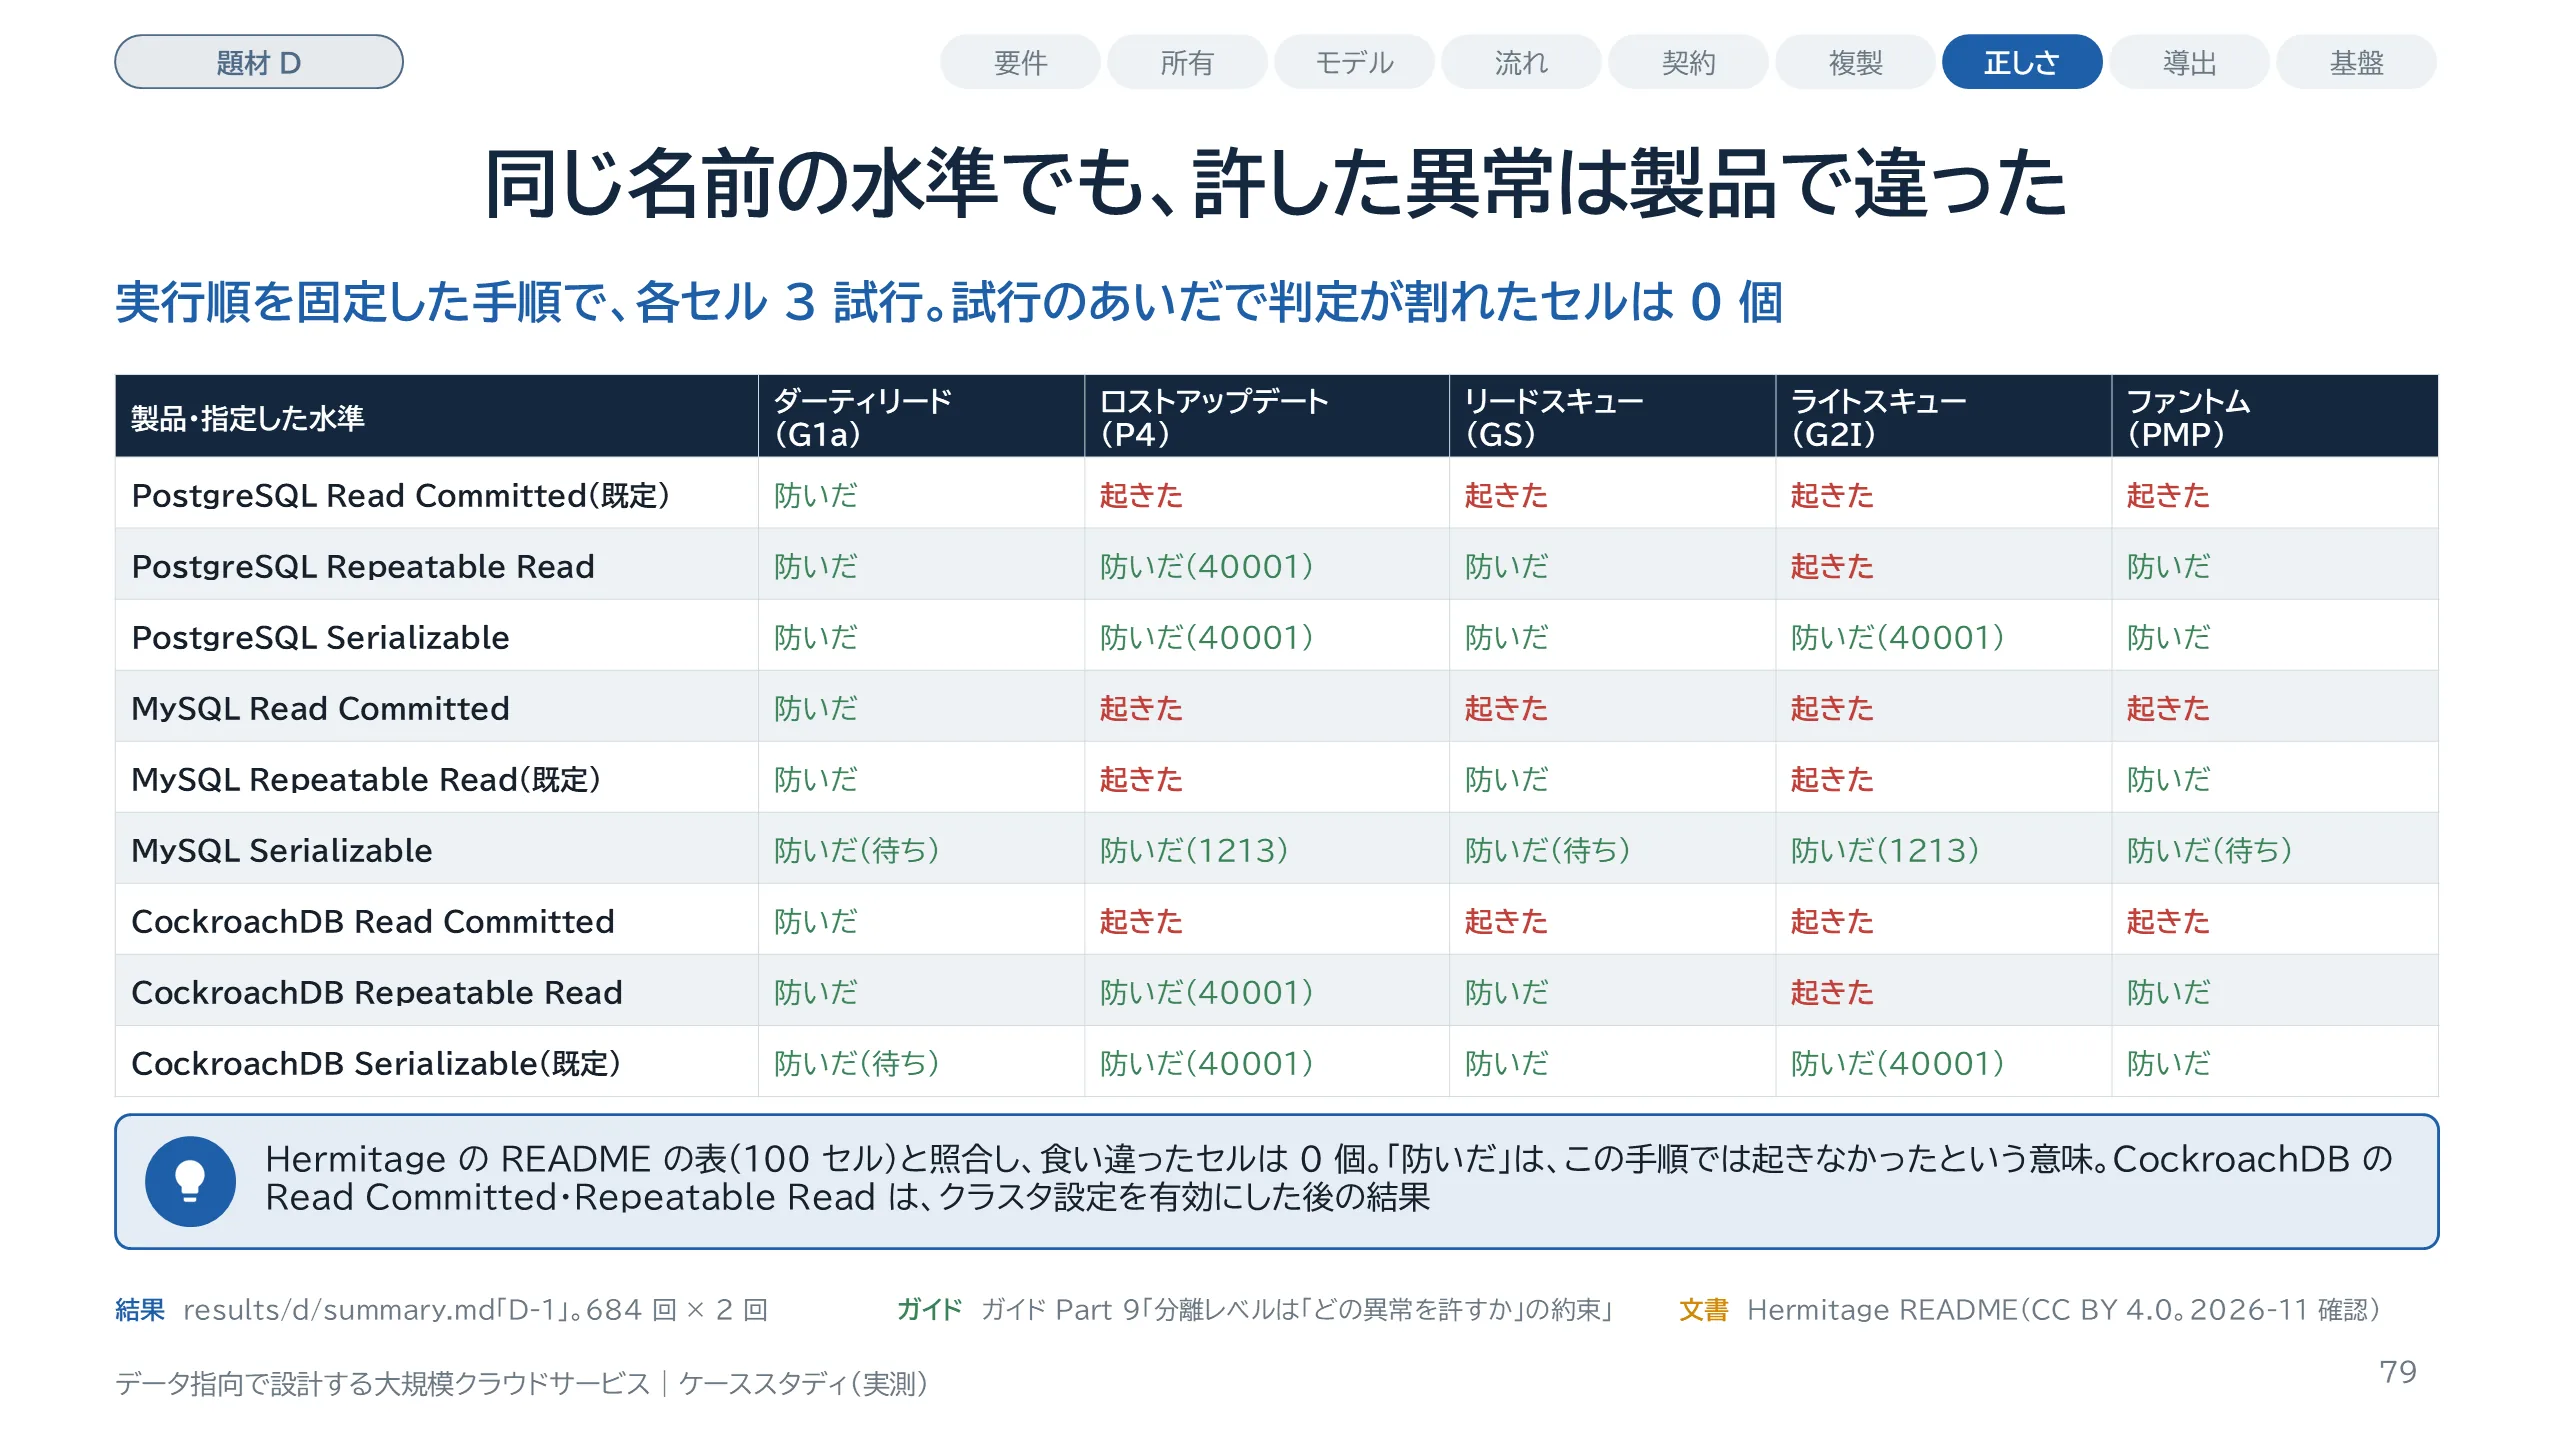 題材 D
要件 所有 モデル 流れ 契約 複製 正しさ 導出 基盤
同じ名前の水準でも、許した異常は製品で違った
実行順を固定した手順で、各セル 3 試行。試行のあいだで判定が割れたセルは 0 個
製品・指定した水準 ダーティリード（G1a） ロストアップデート（P4） リードスキュー（GS） ライトスキュー（G2I） ファントム（PMP）
PostgreSQL Read Committed（既定） 防いだ 起きた 起きた 起きた 起きた
PostgreSQL Repeatable Read 防いだ 防いだ（40001） 防いだ 起きた 防いだ
PostgreSQL Serializable 防いだ 防いだ（40001） 防いだ 防いだ（40001） 防いだ
MySQL Read Committed 防いだ 起きた 起きた 起きた 起きた
MySQL Repeatable Read（既定） 防いだ 起きた 防いだ 起きた 防いだ
MySQL Serializable 防いだ（待ち） 防いだ（1213） 防いだ（待ち） 防いだ（1213） 防いだ（待ち）
CockroachDB Read Committed 防いだ 起きた 起きた 起きた 起きた
CockroachDB Repeatable Read 防いだ 防いだ（40001） 防いだ 起きた 防いだ
CockroachDB Serializable（既定） 防いだ（待ち） 防いだ（40001） 防いだ 防いだ（40001） 防いだ
Hermitage の README の表（100 セル）と照合し、食い違ったセルは 0 個。「防いだ」は、この手順では起きなかったという意味。CockroachDB の
Read Committed・Repeatable Read は、クラスタ設定を有効にした後の結果
結果 results/d/summary.md「D-1」。684 回 × 2 回 ガイド ガイド Part 9「分離レベルは「どの異常を許すか」の約束」 文書 Hermitage README（CC BY 4.0。2026-11 確認）
データ指向で設計する大規模クラウドサービス｜ケーススタディ（実測）
79